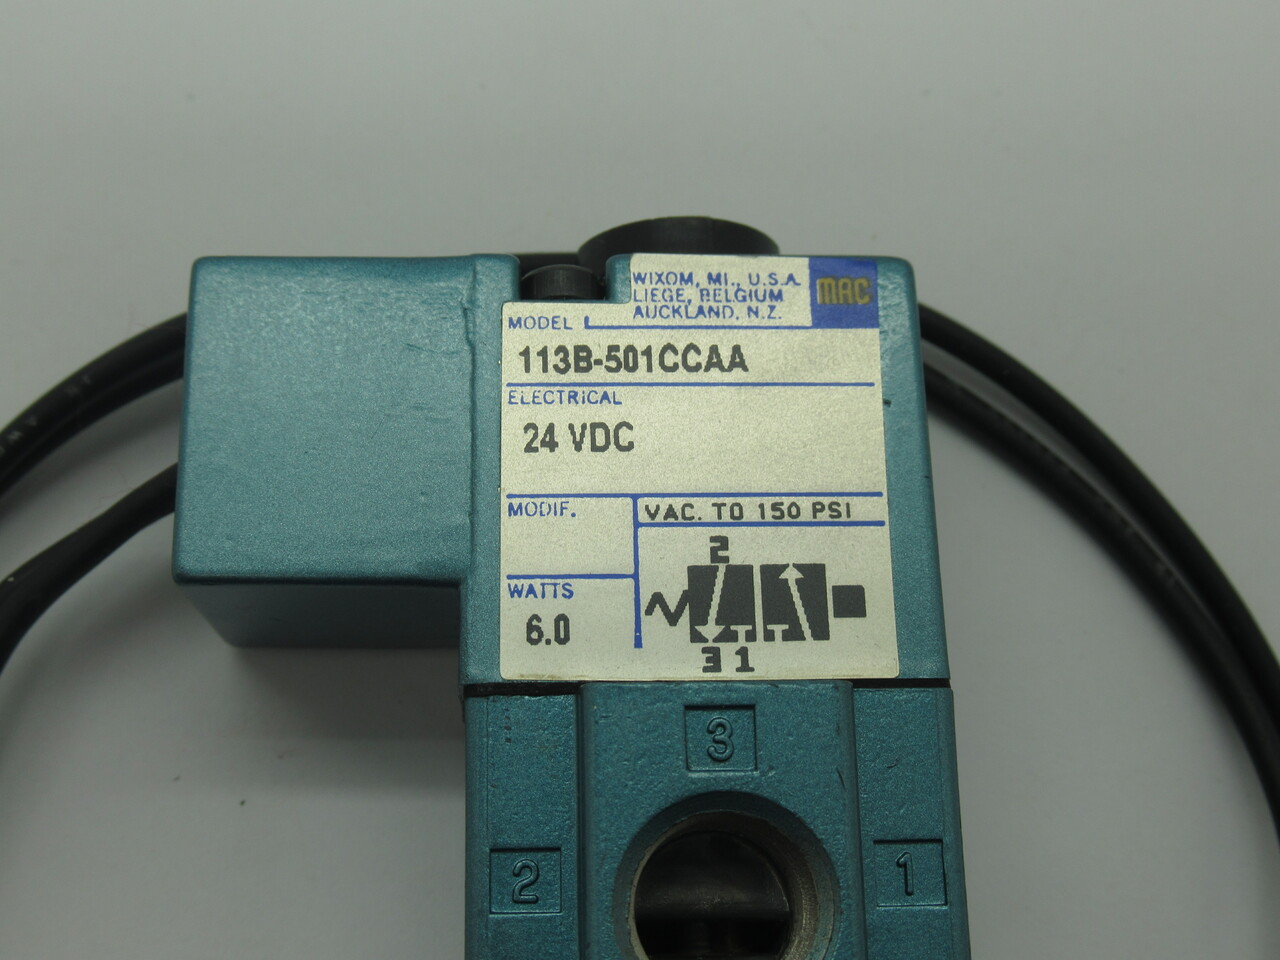 WIXOM, MI., U.S.A.
LIEGE, BELGIUM
AUCKLAND, N.Z.
MAC
MODEL
113B-501CCAA
ELECTRICAL
24 VDC
MODIF.
VAC. TO 150 PSI
WATTS
6.0
2
3 1
3
2
1